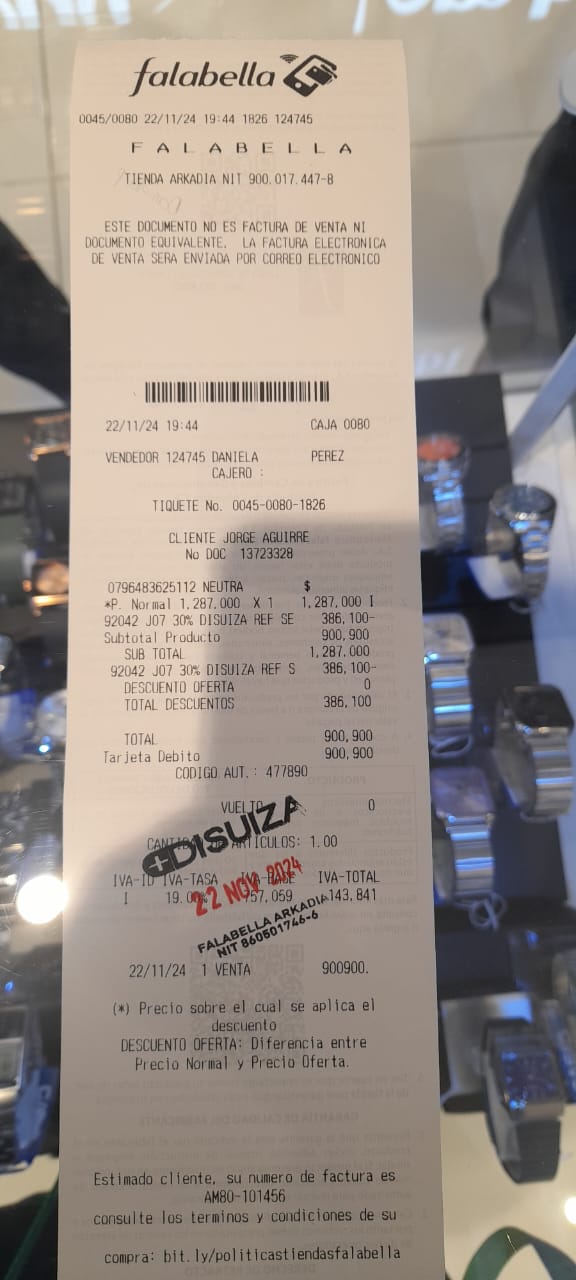 falabella
0045/0080 22/11/24 19:44 1826 124745
FALABELLA
TIENDA ARKADIA NIT 900.017.447-8
ESTE DOCUMENTO NO ES FACTURA DE VENTA NI
DOCUMENTO EQUIVALENTE. LA FACTURA ELECTRONICA
DE VENTA SERA ENVIADA POR CORREO ELECTRONICO
22/11/24 19:44 CAJA 0080
VENDEDOR 124745 DANIELA PEREZ
CAJERO :
TIQUETE No. 0045-0080-1826
CLIENTE JORGE AGUIRRE
No DOC 13723328
0796483625112 NEUTRA $
*P. Normal 1.287.000 X 1 1,287,000 I
92042 J07 30% DISUIZA REF SE 386,100-
Subtotal Producto 900,900
SUB TOTAL 1,287.000
92042 J07 30% DISUIZA REF S 386,100-
DESCUENTO OFERTA 0
TOTAL DESCUENTOS 386,100
TOTAL 900,900
Tarjeta Debito 900,900
CODIGO AUT.: 477890
VUELTO 0
+DISUIZA
ARTICULOS: 1.00
IVA-ID IVA-TASA IVA-BASE IVA-TOTAL
I 19.00% 757.059 143.841
22 NOV 2024
FALABELLA ARKADIA
NIT 860501746-6
22/11/24 1 VENTA 900900.
(*) Precio sobre el cual se aplica el
descuento
DESCUENTO OFERTA: Diferencia entre
Precio Normal y Precio Oferta.
Estimado cliente, su numero de factura es
AM80-101456
consulte los terminos y condiciones de su
compra: bit.ly/politicastiendasfalabella